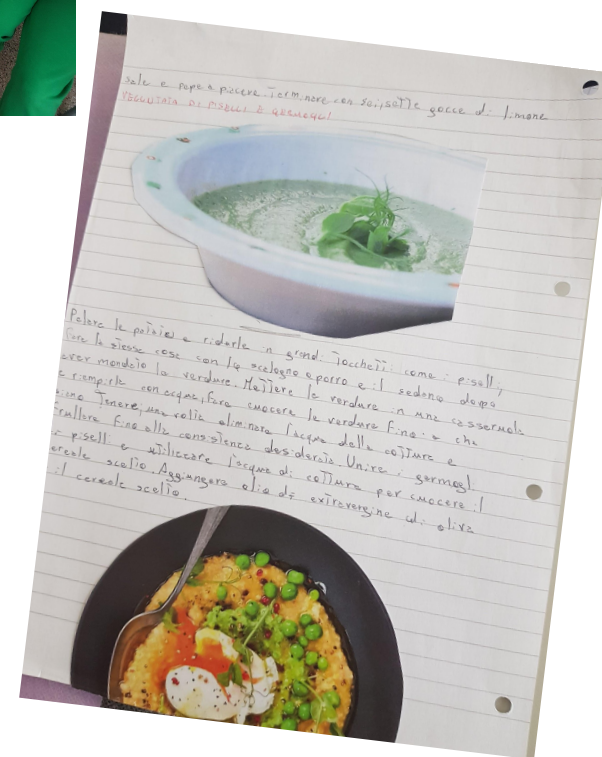 sale e pepe a piacere. Terminare con sei, sette gocce di limone
VELLUTATA DI PISELLI E GERMOGLI
Pelare le patate e ridurle in grandi tocchetti come i piselli,
fare la stessa cosa con lo scalogno e porro e il sedano dopo
aver mondato la verdure. Mettere le verdure in una casseruola
e riempirla con acqua, fare cuocere le verdure fino a che
siano tenere, una volta eliminare l'acqua della cottura e
frullare fino alla consistenza desiderata. Unire i germogli
di piselli e utilizzare l'acqua di cottura per cuocere il
cereale scelto. Aggiungere olio di extravergine di oliva
il cereale scelto.